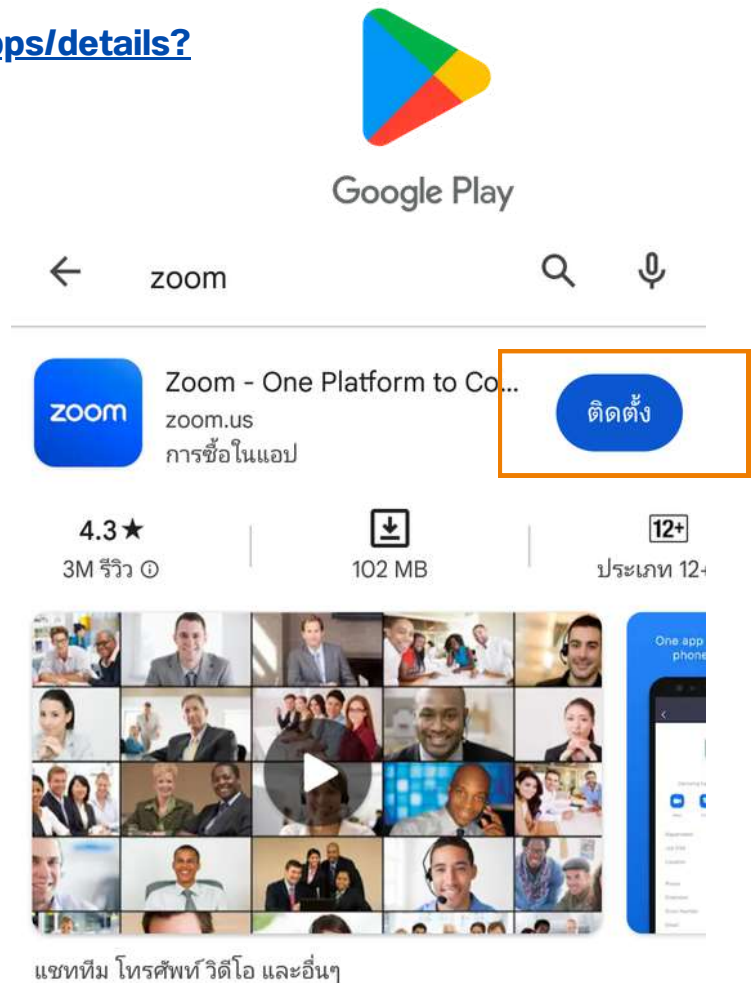 ps/details?
Google Play
zoom
Zoom - One Platform to Co...
zoom
zoom.us
ติดตั้ง
การซื้อในแอป
4.3★
12+
3M รีวิว
102 MB
ประเภท 12+
One app
phone
แชททีม โทรศัพท์ วิดีโอ และอื่นๆ